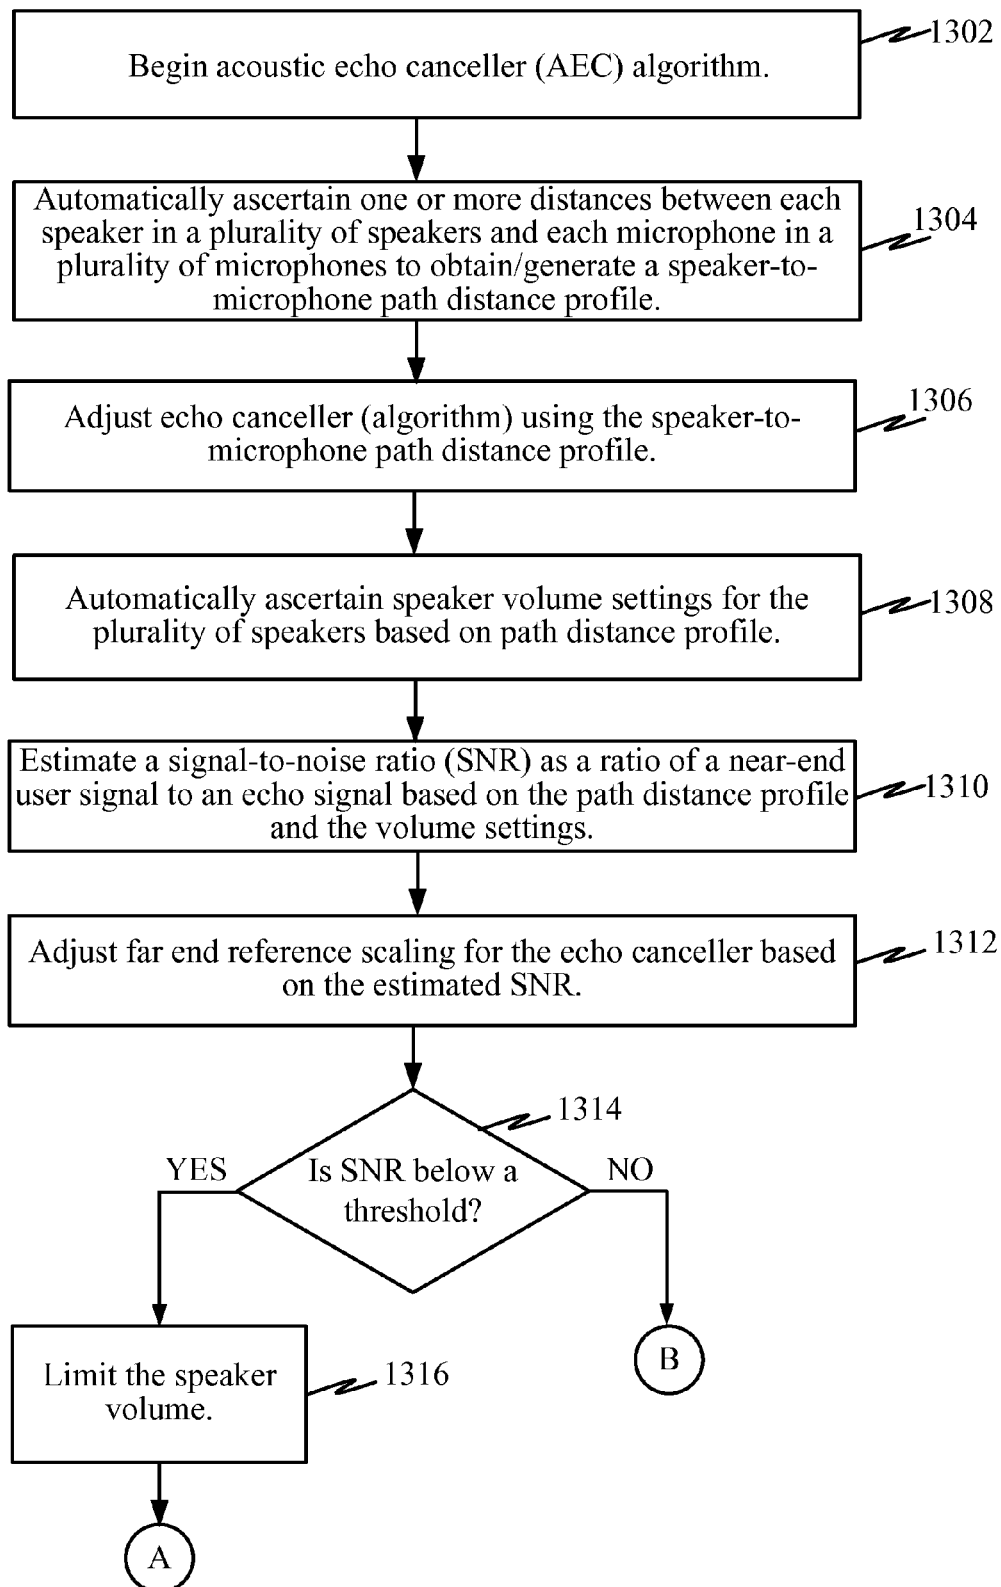 1302
Begin acoustic echo canceller (AEC) algorithm.
Automatically ascertain one or more distances between each
speaker in a plurality of speakers and each microphone in a
plurality of microphones to obtain/generate a speaker-to-
microphone path distance profile.
1304
Adjust echo canceller (algorithm) using the speaker-to-
microphone path distance profile.
1306
Automatically ascertain speaker volume settings for the
plurality of speakers based on path distance profile.
1308
Estimate a signal-to-noise ratio (SNR) as a ratio of a near-end
user signal to an echo signal based on the path distance profile
and the volume settings.
1310
Adjust far end reference scaling for the echo canceller based
on the estimated SNR.
1312
1314
Is SNR below a
threshold?
YES
NO
Limit the speaker
volume.
1316
B
A